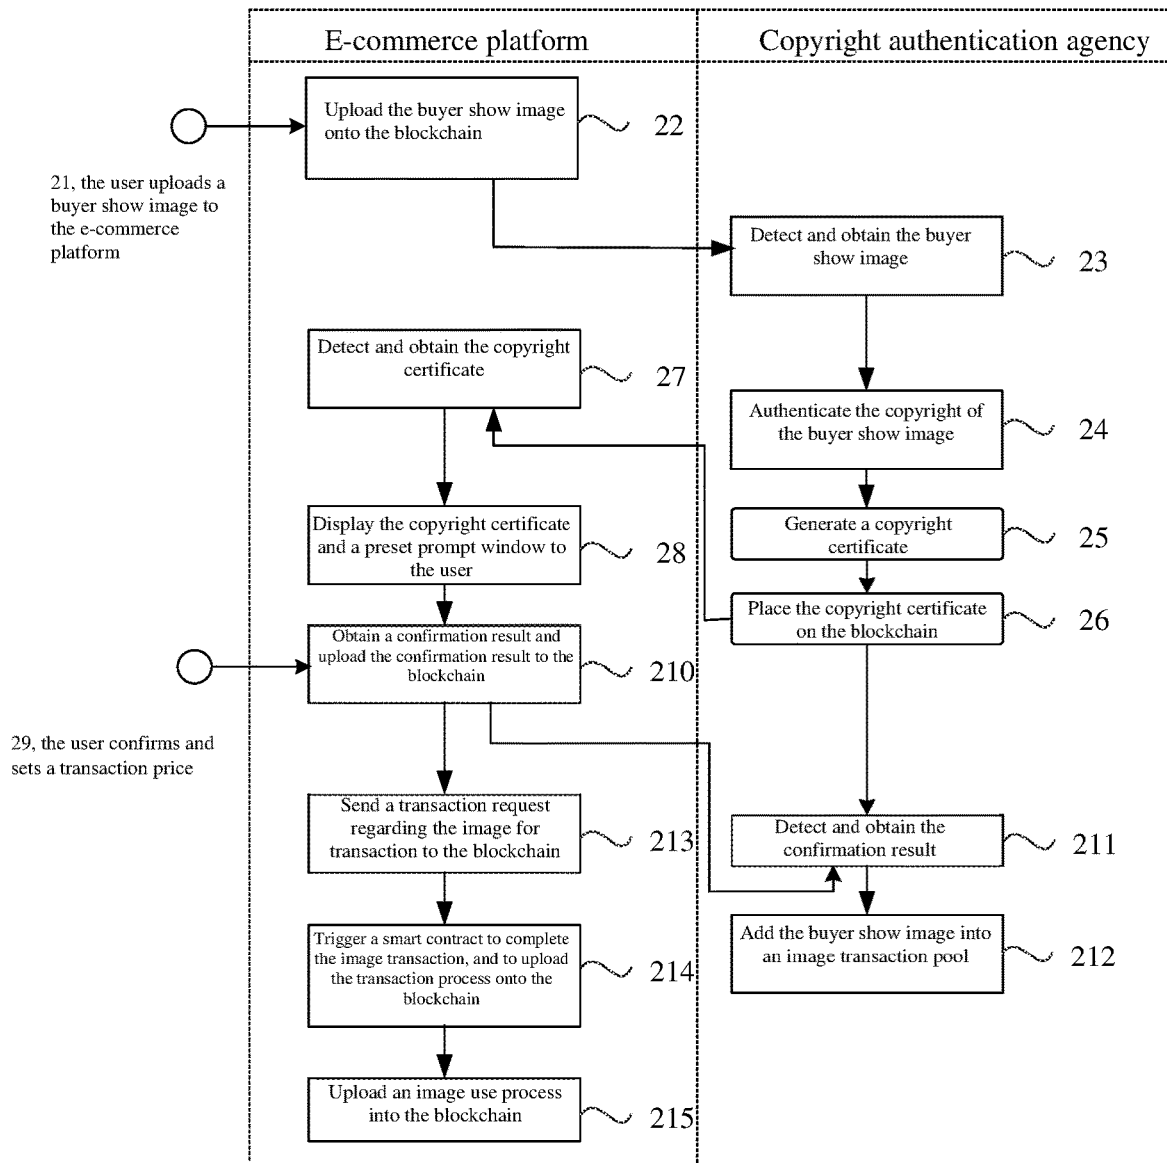 E-commerce platform
Copyright authentication agency
Upload the buyer show image
onto the blockchain
22
21, the user uploads a
buyer show image to
the e-commerce
platform
Detect and obtain the buyer
show image
23
Detect and obtain the copyright
certificate
27
Authenticate the copyright of
the buyer show image
24
Display the copyright certificate
and a preset prompt window to
the user
28
Generate a copyright
certificate
25
Place the copyright certificate
on the blockchain
26
Obtain a confirmation result and
upload the confirmation result to the
blockchain
210
29, the user confirms and
sets a transaction price
Send a transaction request
regarding the image for
transaction to the blockchain
213
Detect and obtain the
confirmation result
211
Trigger a smart contract to complete
the image transaction, and to upload
the transaction process onto the
blockchain
214
Add the buyer show image into
an image transaction pool
212
Upload an image use process
into the blockchain
215